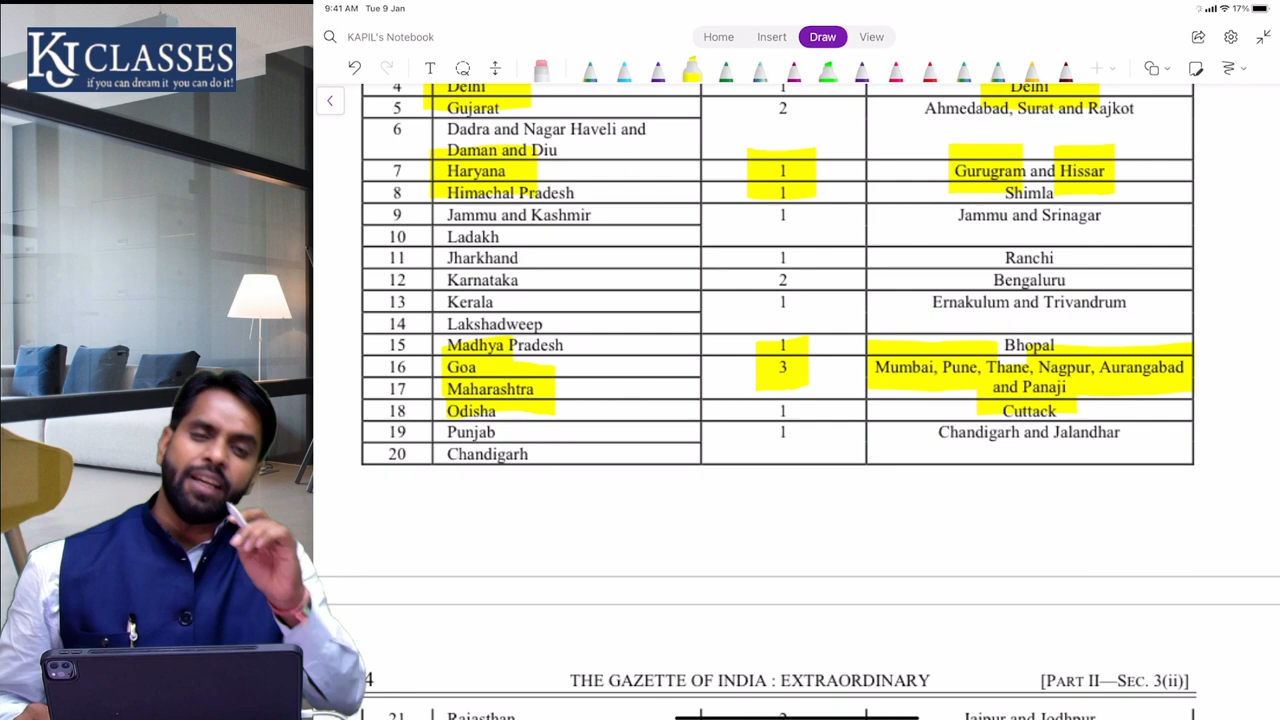 9:41 AM Tue 9 Jan
17%
KJ CLASSES
if you can dream it you can do it!
KAPIL's Notebook
Home Insert Draw View
4 Delhi 1 Delhi
5 Gujarat 2 Ahmedabad, Surat and Rajkot
6 Dadra and Nagar Haveli and
Daman and Diu
7 Haryana 1 Gurugram and Hissar
8 Himachal Pradesh 1 Shimla
9 Jammu and Kashmir 1 Jammu and Srinagar
10 Ladakh
11 Jharkhand 1 Ranchi
12 Karnataka 2 Bengaluru
13 Kerala 1 Ernakulum and Trivandrum
14 Lakshadweep
15 Madhya Pradesh 1 Bhopal
16 Goa 3 Mumbai, Pune, Thane, Nagpur, Aurangabad
17 Maharashtra and Panaji
18 Odisha 1 Cuttack
19 Punjab 1 Chandigarh and Jalandhar
20 Chandigarh
4 THE GAZETTE OF INDIA : EXTRAORDINARY [PART II—SEC. 3(ii)]
21 Rajasthan 2 Jaipur and Jodhpur